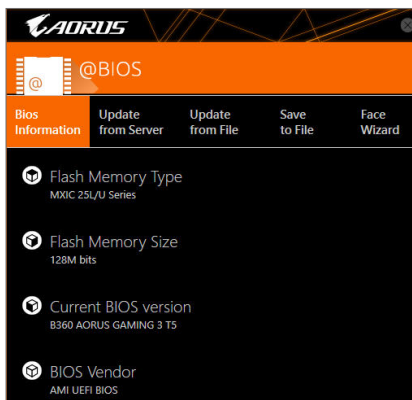 AORUS
@ @BIOS
Bios Information
Update from Server
Update from File
Save to File
Face Wizard
Flash Memory Type
MXIC 25L/U Series
Flash Memory Size
128M bits
Current BIOS version
B360 AORUS GAMING 3 T5
BIOS Vendor
AMI UEFI BIOS